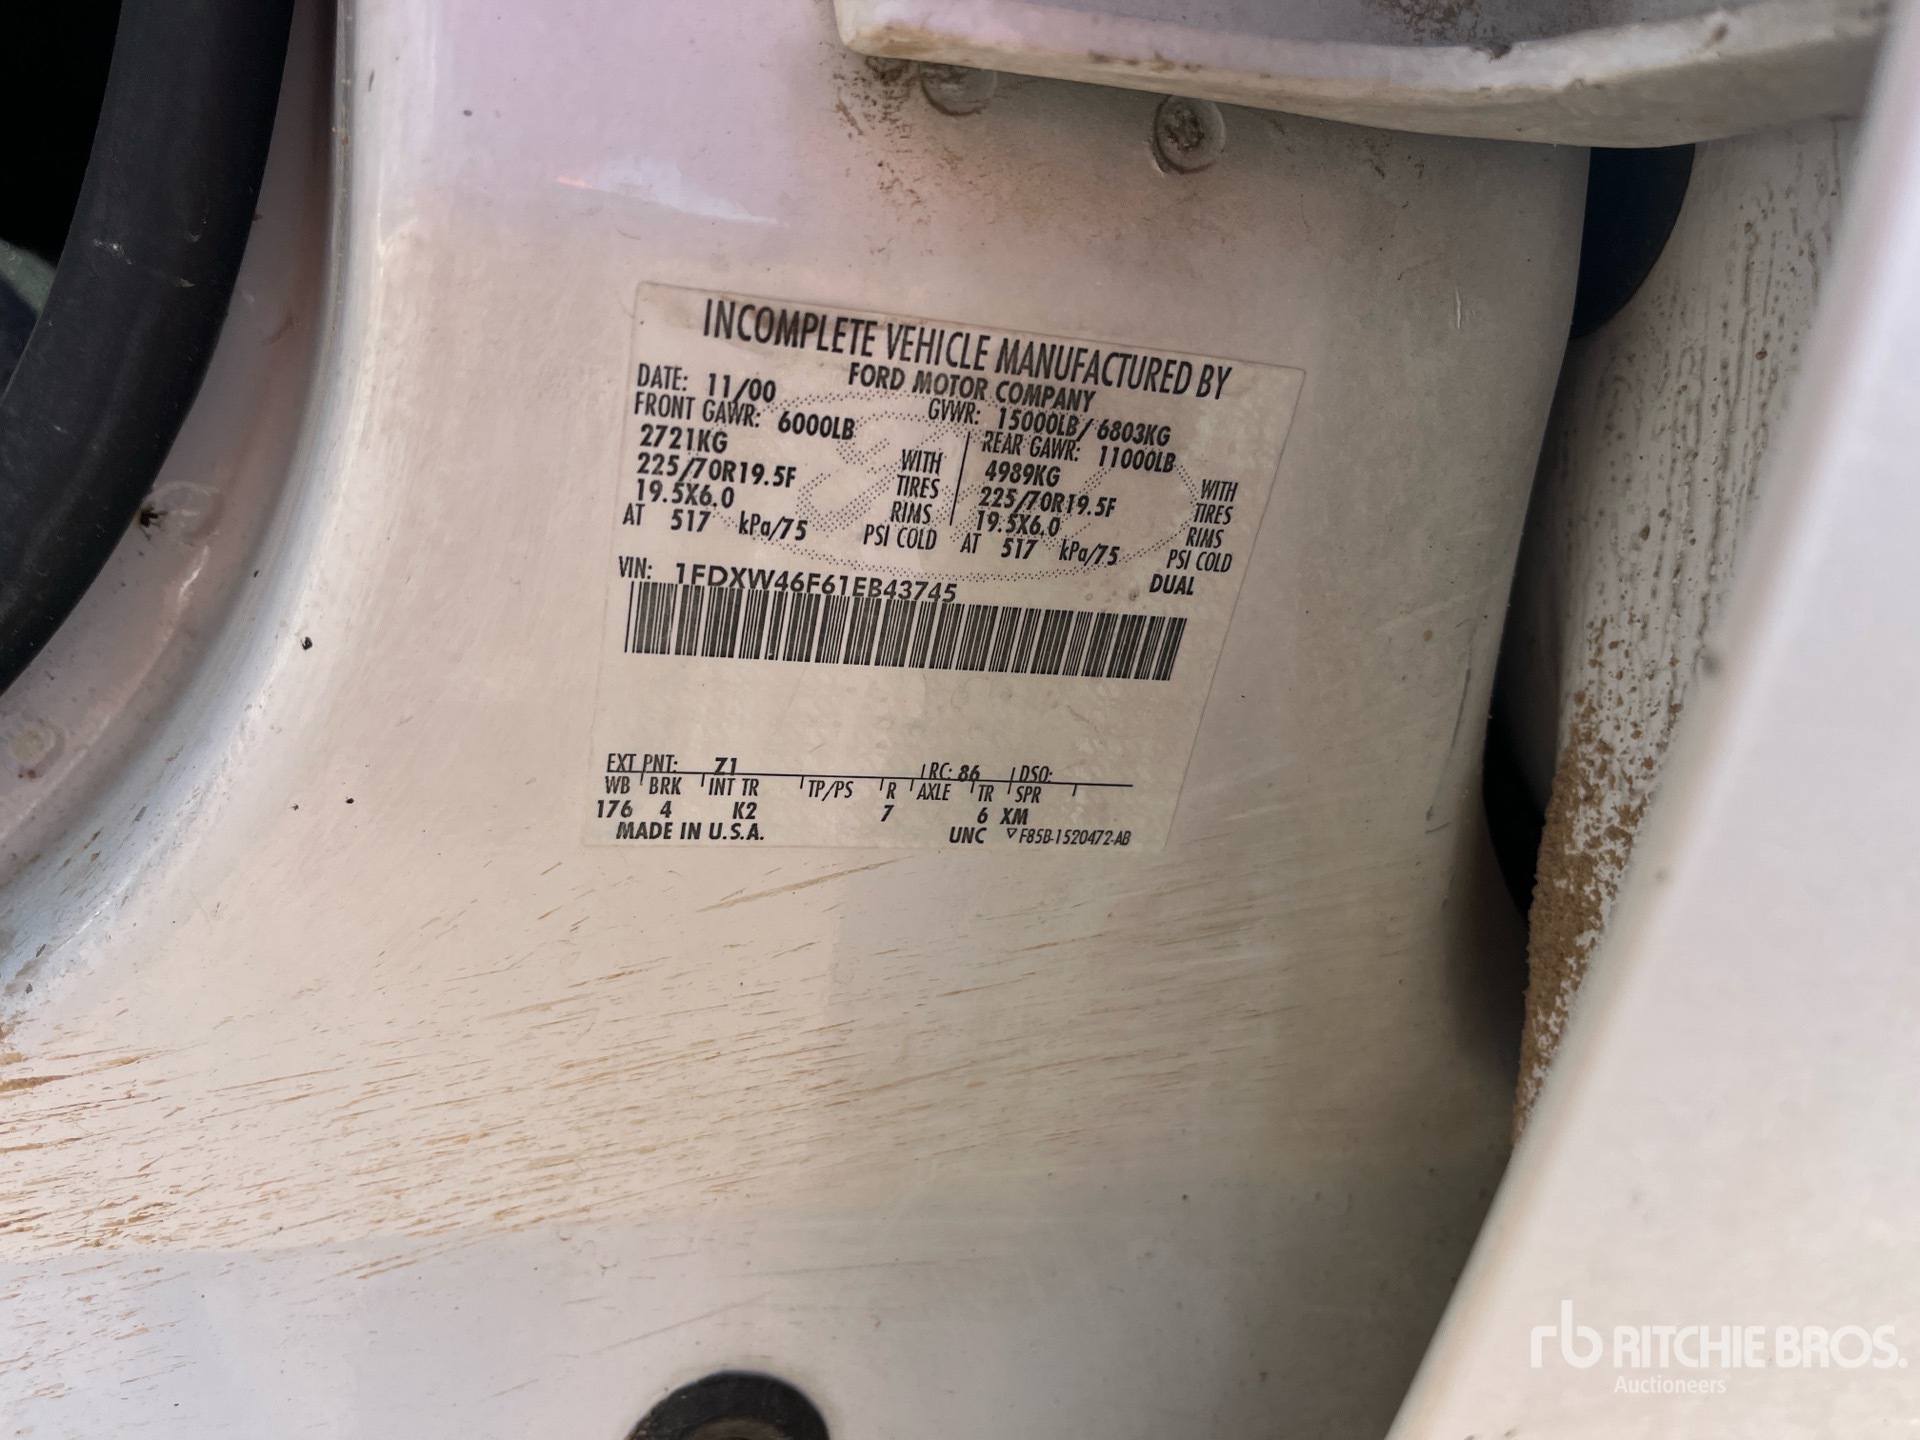 INCOMPLETE VEHICLE MANUFACTURED BY
FORD MOTOR COMPANY
DATE: 11/00 GVWR: 15000LB/ 6803KG
FRONT GAWR: 6000LB REAR GAWR: 11000LB
2721KG WITH 4989KG WITH
225/70R19.5F TIRES 225/70R19.5F TIRES
19.5X6.0 RIMS 19.5X6.0 RIMS
AT 517 kPa/75 PSI COLD AT 517 kPa/75 PSI COLD
DUAL
VIN: 1FDXW46F61EB43745
EXT PNT: Z1 RC: 86 DSO:
WB BRK INT TR TP/PS R AXLE TR SPR
176 4 K2 7 6 XM
MADE IN U.S.A. UNC ▽ F85B-1520472-AB
rb RITCHIE BROS.
Auctioneers